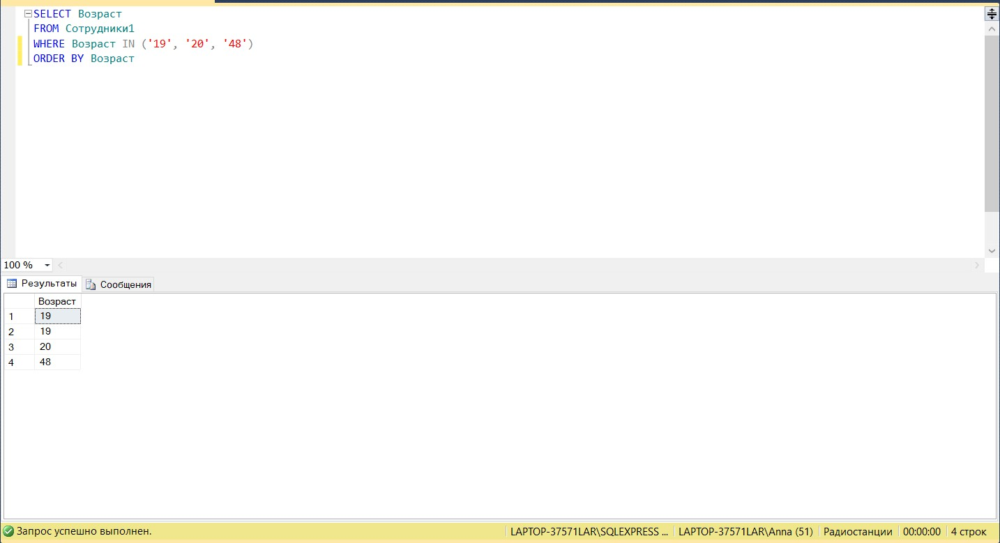 SELECT Возраст
FROM Сотрудники1
WHERE Возраст IN ('19', '20', '48')
ORDER BY Возраст
100 %
Результаты Сообщения
Возраст
1 19
2 19
3 20
4 48
Запрос успешно выполнен. LAPTOP-37571LAR\SQLEXPRESS ... LAPTOP-37571LAR\Anna (51) Радиостанции 00:00:00 4 строк